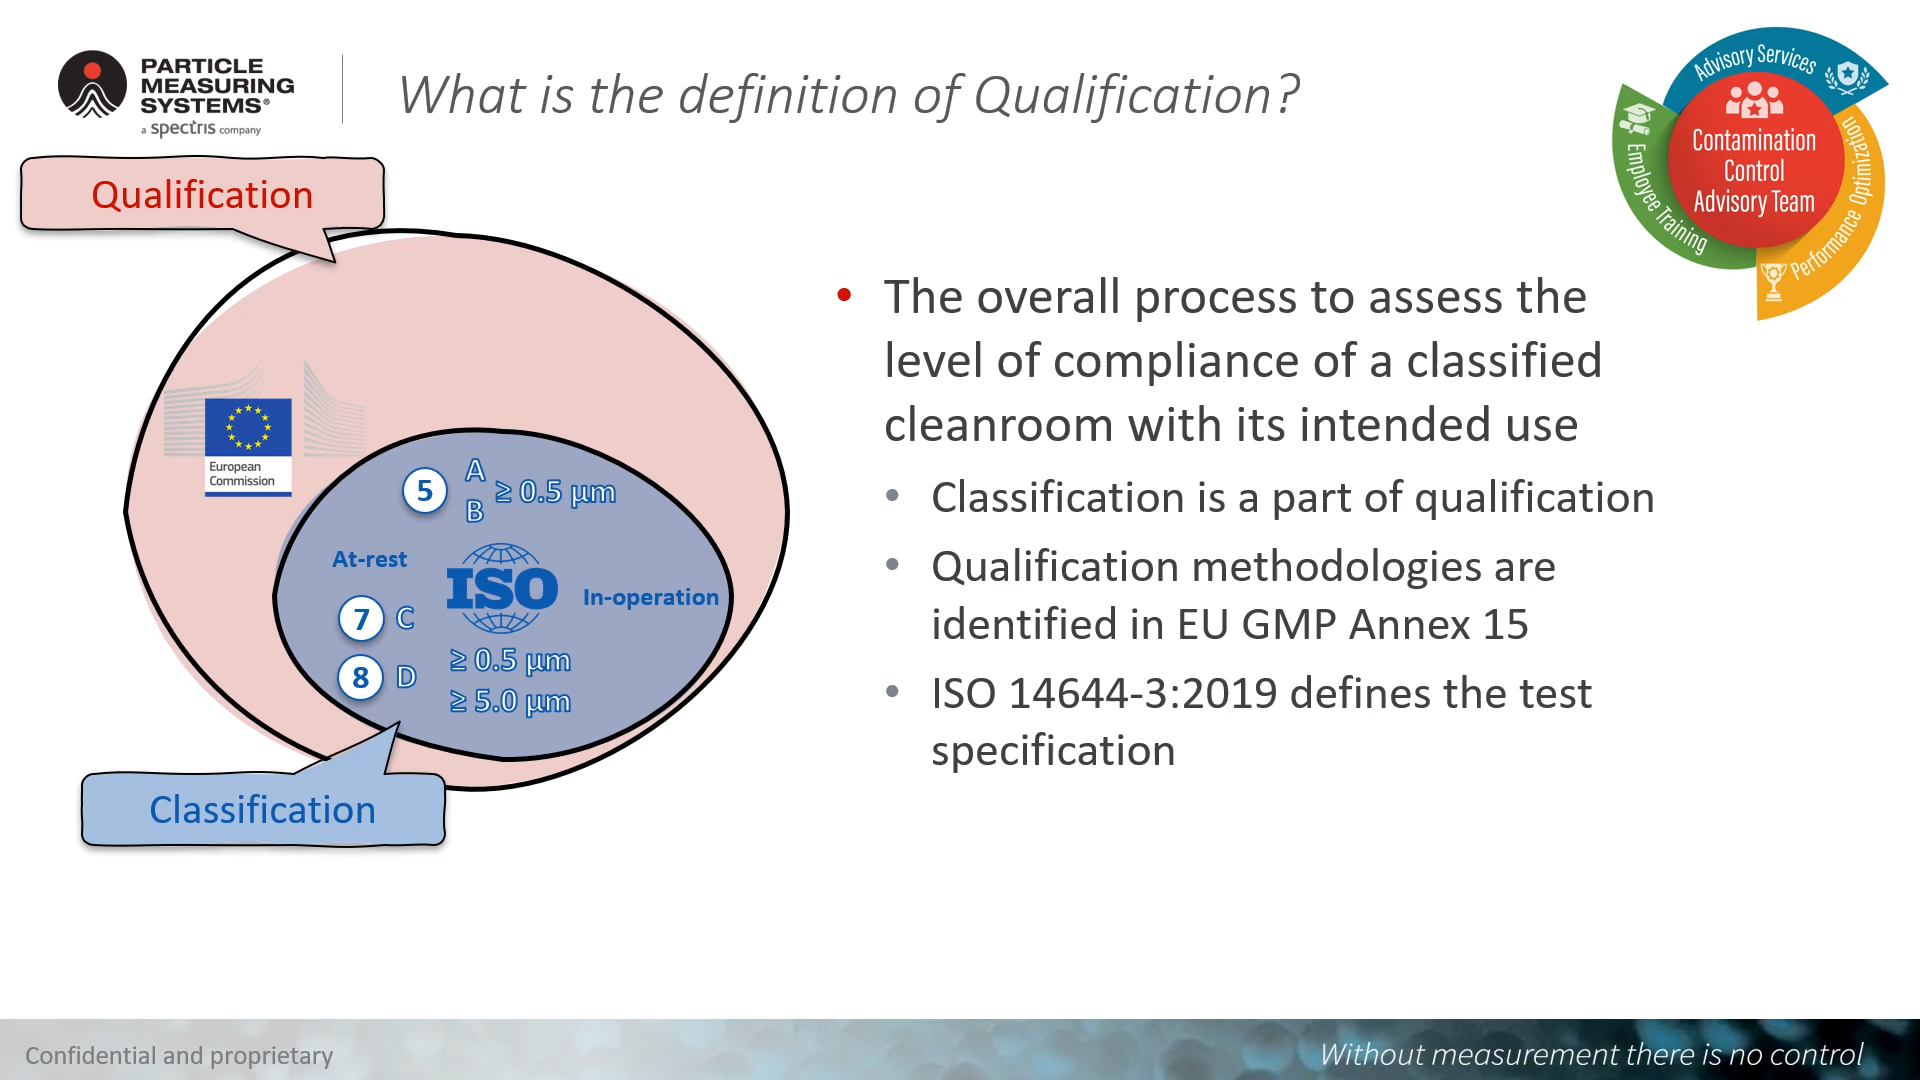 PARTICLE
MEASURING
SYSTEMS®
a spectris company
What is the definition of Qualification?
Advisory Services
Employee Training
Performance Optimization
Contamination
Control
Advisory Team
Qualification
European
Commission
5 A B ≥ 0.5 µm
At-rest
ISO
In-operation
7 C
8 D
≥ 0.5 µm
≥ 5.0 µm
Classification
• The overall process to assess the
level of compliance of a classified
cleanroom with its intended use
• Classification is a part of qualification
• Qualification methodologies are
identified in EU GMP Annex 15
• ISO 14644-3:2019 defines the test
specification
Confidential and proprietary
Without measurement there is no control